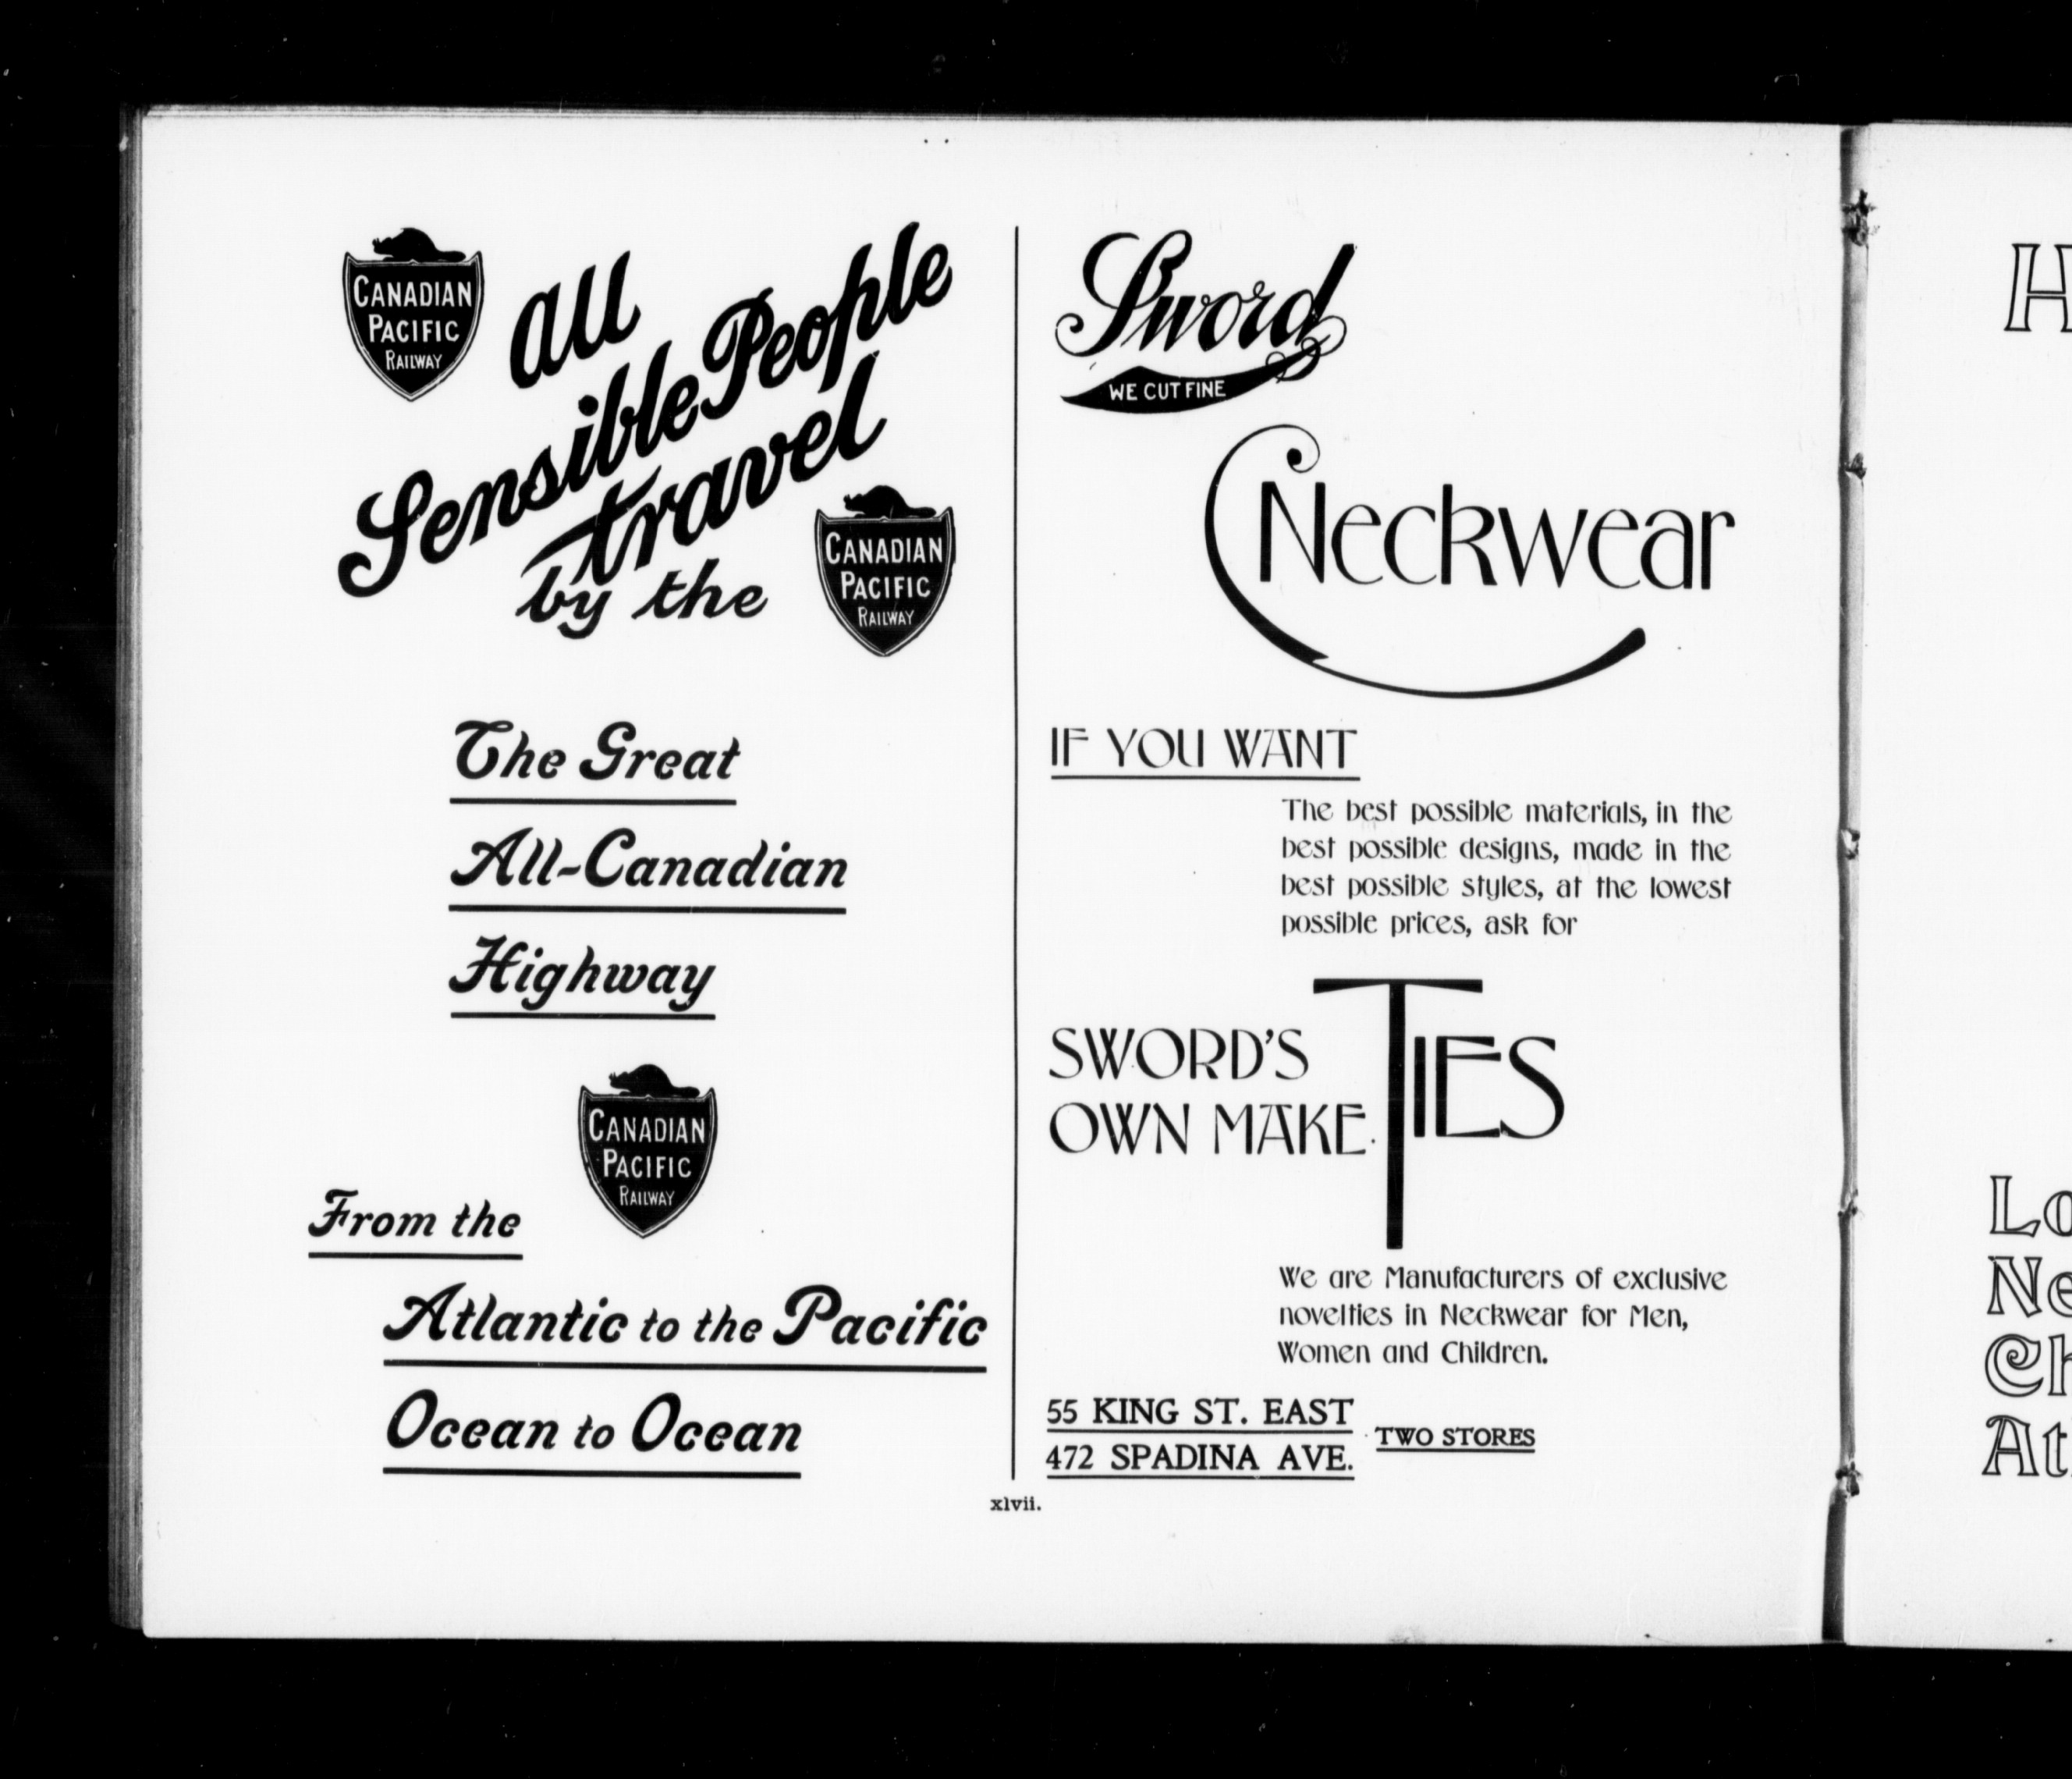 CANADIAN
PACIFIC
RAILWAY
all
Sensible People
travel
by the
CANADIAN
PACIFIC
RAILWAY
The Great
All-Canadian
Highway
CANADIAN
PACIFIC
RAILWAY
From the
Atlantic to the Pacific
Ocean to Ocean
Sword
WE CUT FINE
Neckwear
IF YOU WANT
The best possible materials, in the
best possible designs, made in the
best possible styles, at the lowest
possible prices, ask for
SWORD'S
OWN MAKE.
TIES
We are Manufacturers of exclusive
novelties in Neckwear for Men,
Women and Children.
55 KING ST. EAST
472 SPADINA AVE.
TWO STORES
xlvii.